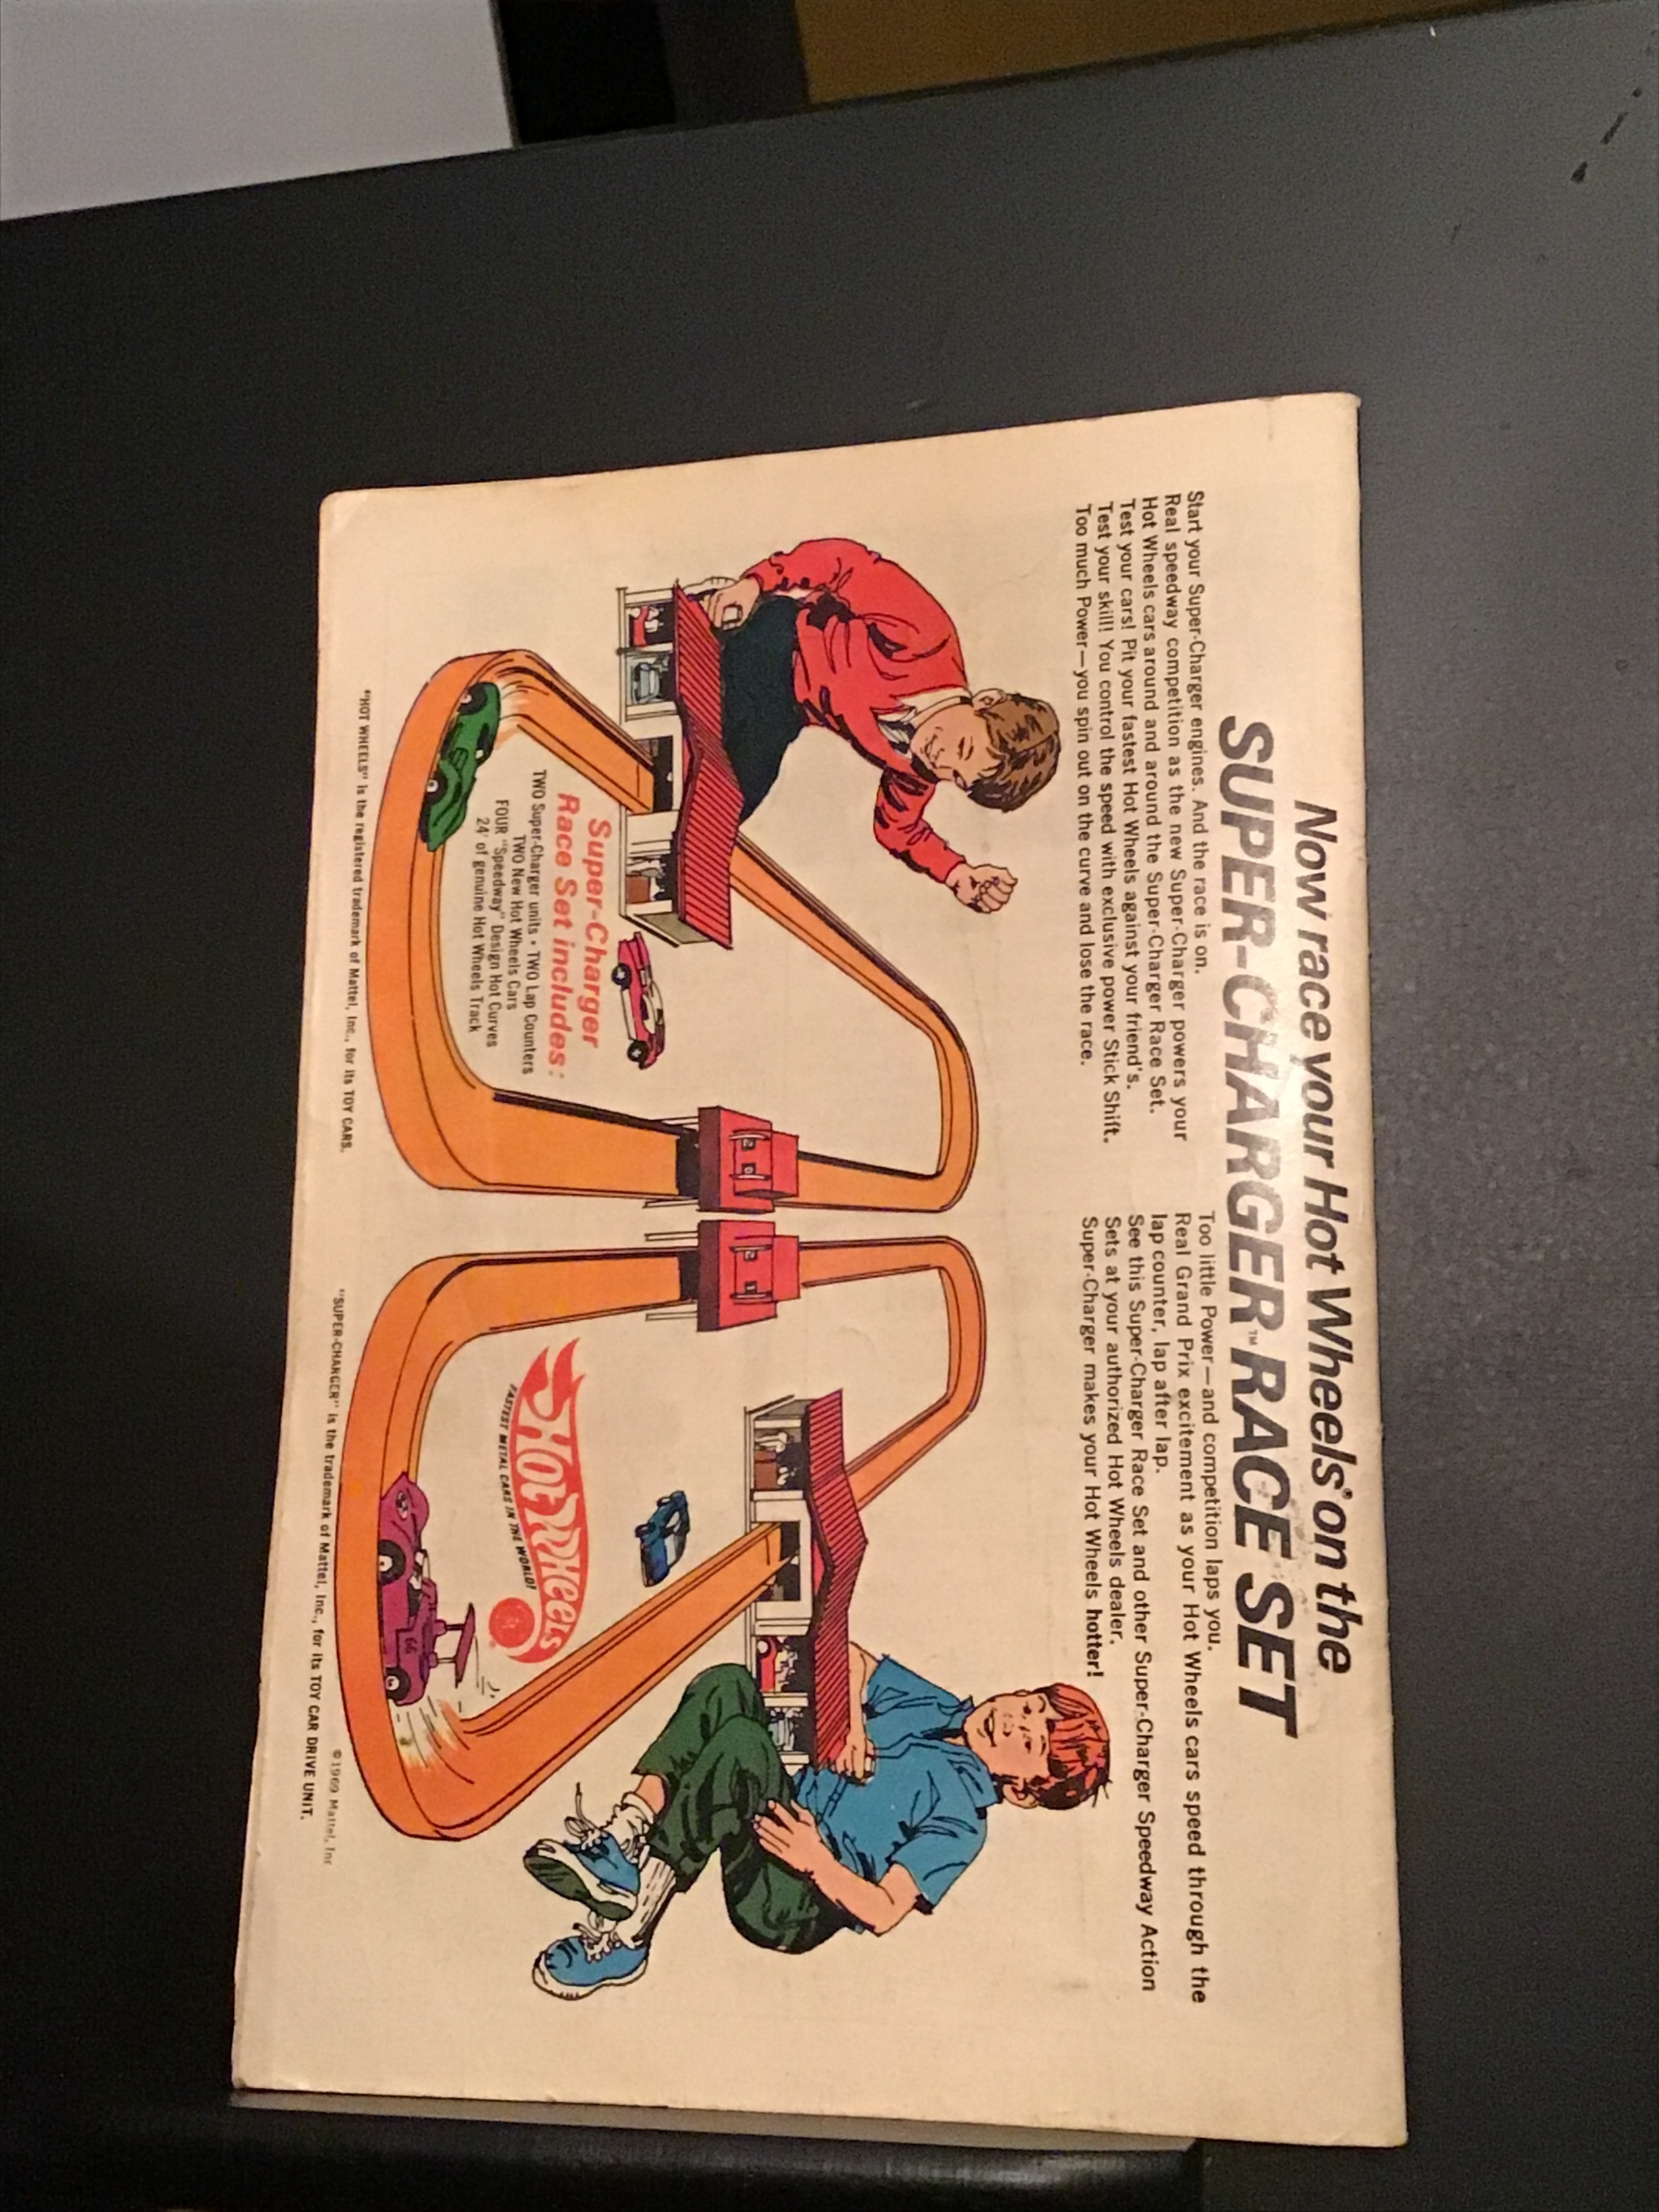 Now race your Hot Wheels® on the
SUPER-CHARGER™ RACE SET
Start your Super-Charger engines. And the race is on.
Real speedway competition as the new Super-Charger powers your
Hot Wheels cars around and around the Super-Charger Race Set.
Test your cars! Pit your fastest Hot Wheels against your friend's.
Test your skill! You control the speed with exclusive power Stick Shift.
Too much Power—you spin out on the curve and lose the race.
Too little Power—and competition laps you.
Real Grand Prix excitement as your Hot Wheels cars speed through the
lap counter, lap after lap.
See this Super-Charger Race Set and other Super-Charger Speedway Action
Sets at your authorized Hot Wheels dealer.
Super-Charger makes your Hot Wheels hotter!
Super-Charger
Race Set includes:
TWO Super-Charger units • TWO Lap Counters
TWO New Hot Wheels Cars
FOUR "Speedway" Design Hot Curves
24' of genuine Hot Wheels Track
HOT WHEELS
FASTEST METAL CARS IN THE WORLD!
66
© 1969 Mattel, Inc
"HOT WHEELS" is the registered trademark of Mattel, Inc., for its TOY CARS.
"SUPER-CHARGER" is the trademark of Mattel, Inc., for its TOY CAR DRIVE UNIT.